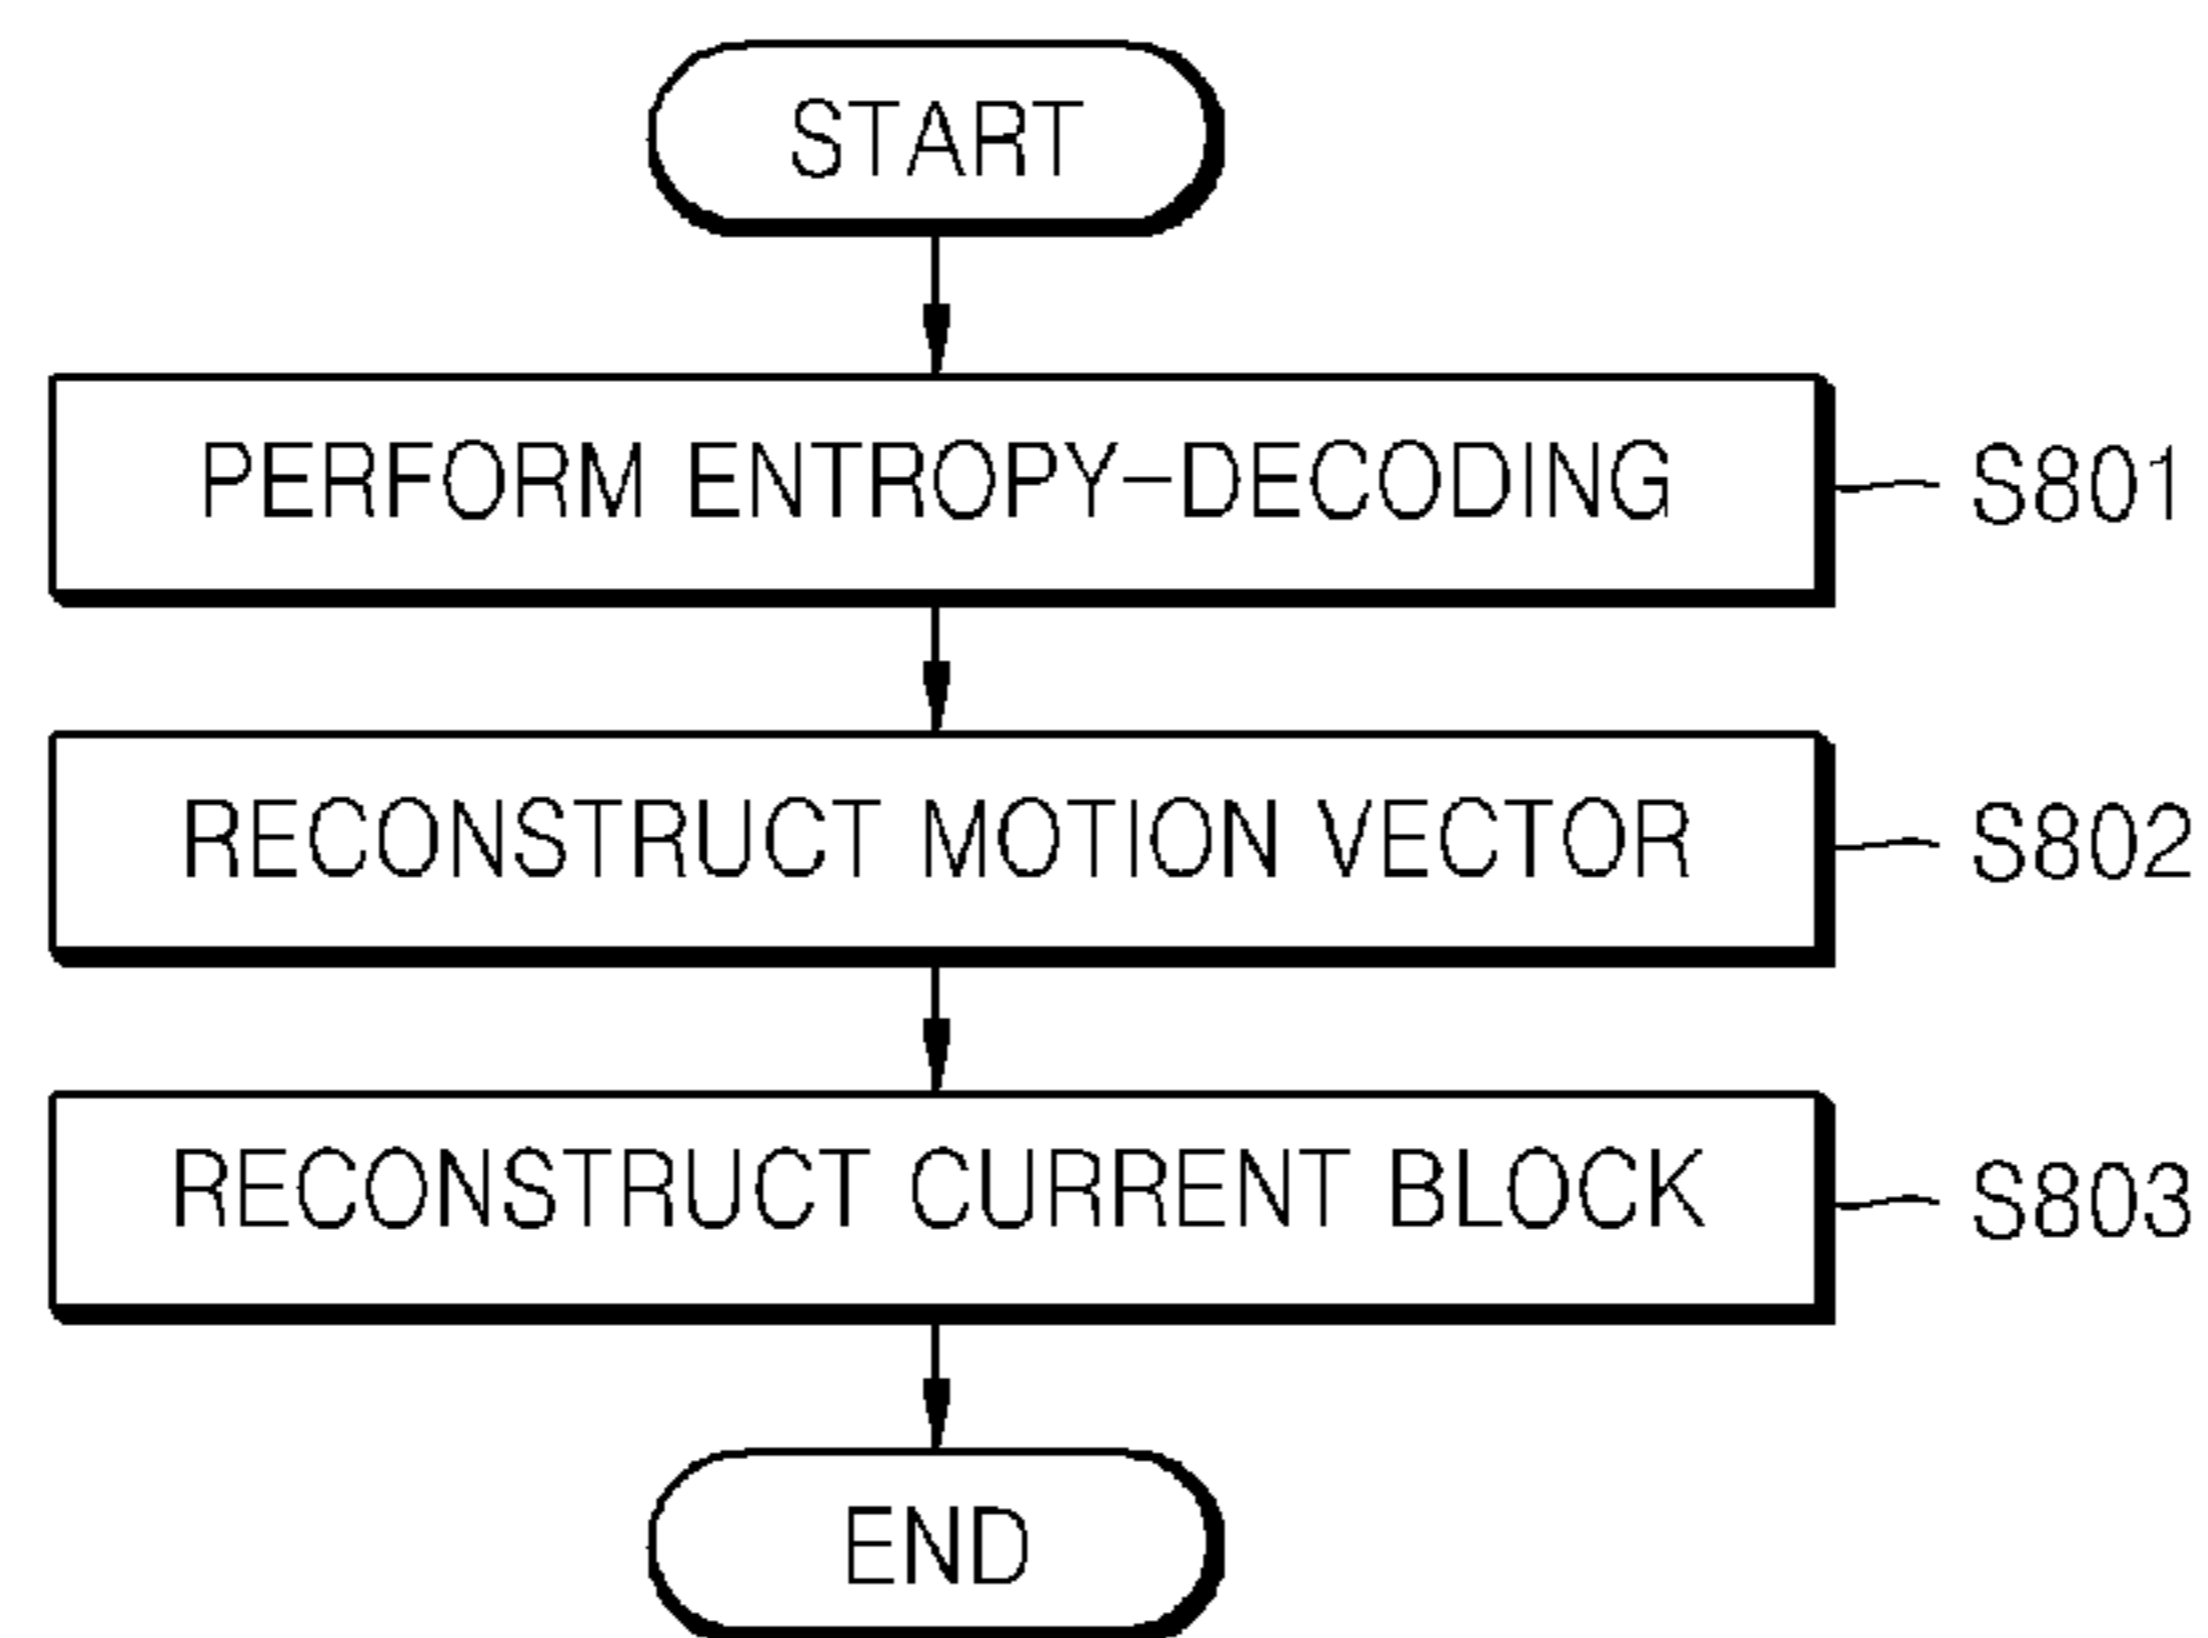 START
PERFORM ENTROPY-DECODING
S801
RECONSTRUCT MOTION VECTOR
S802
RECONSTRUCT CURRENT BLOCK
S803
END